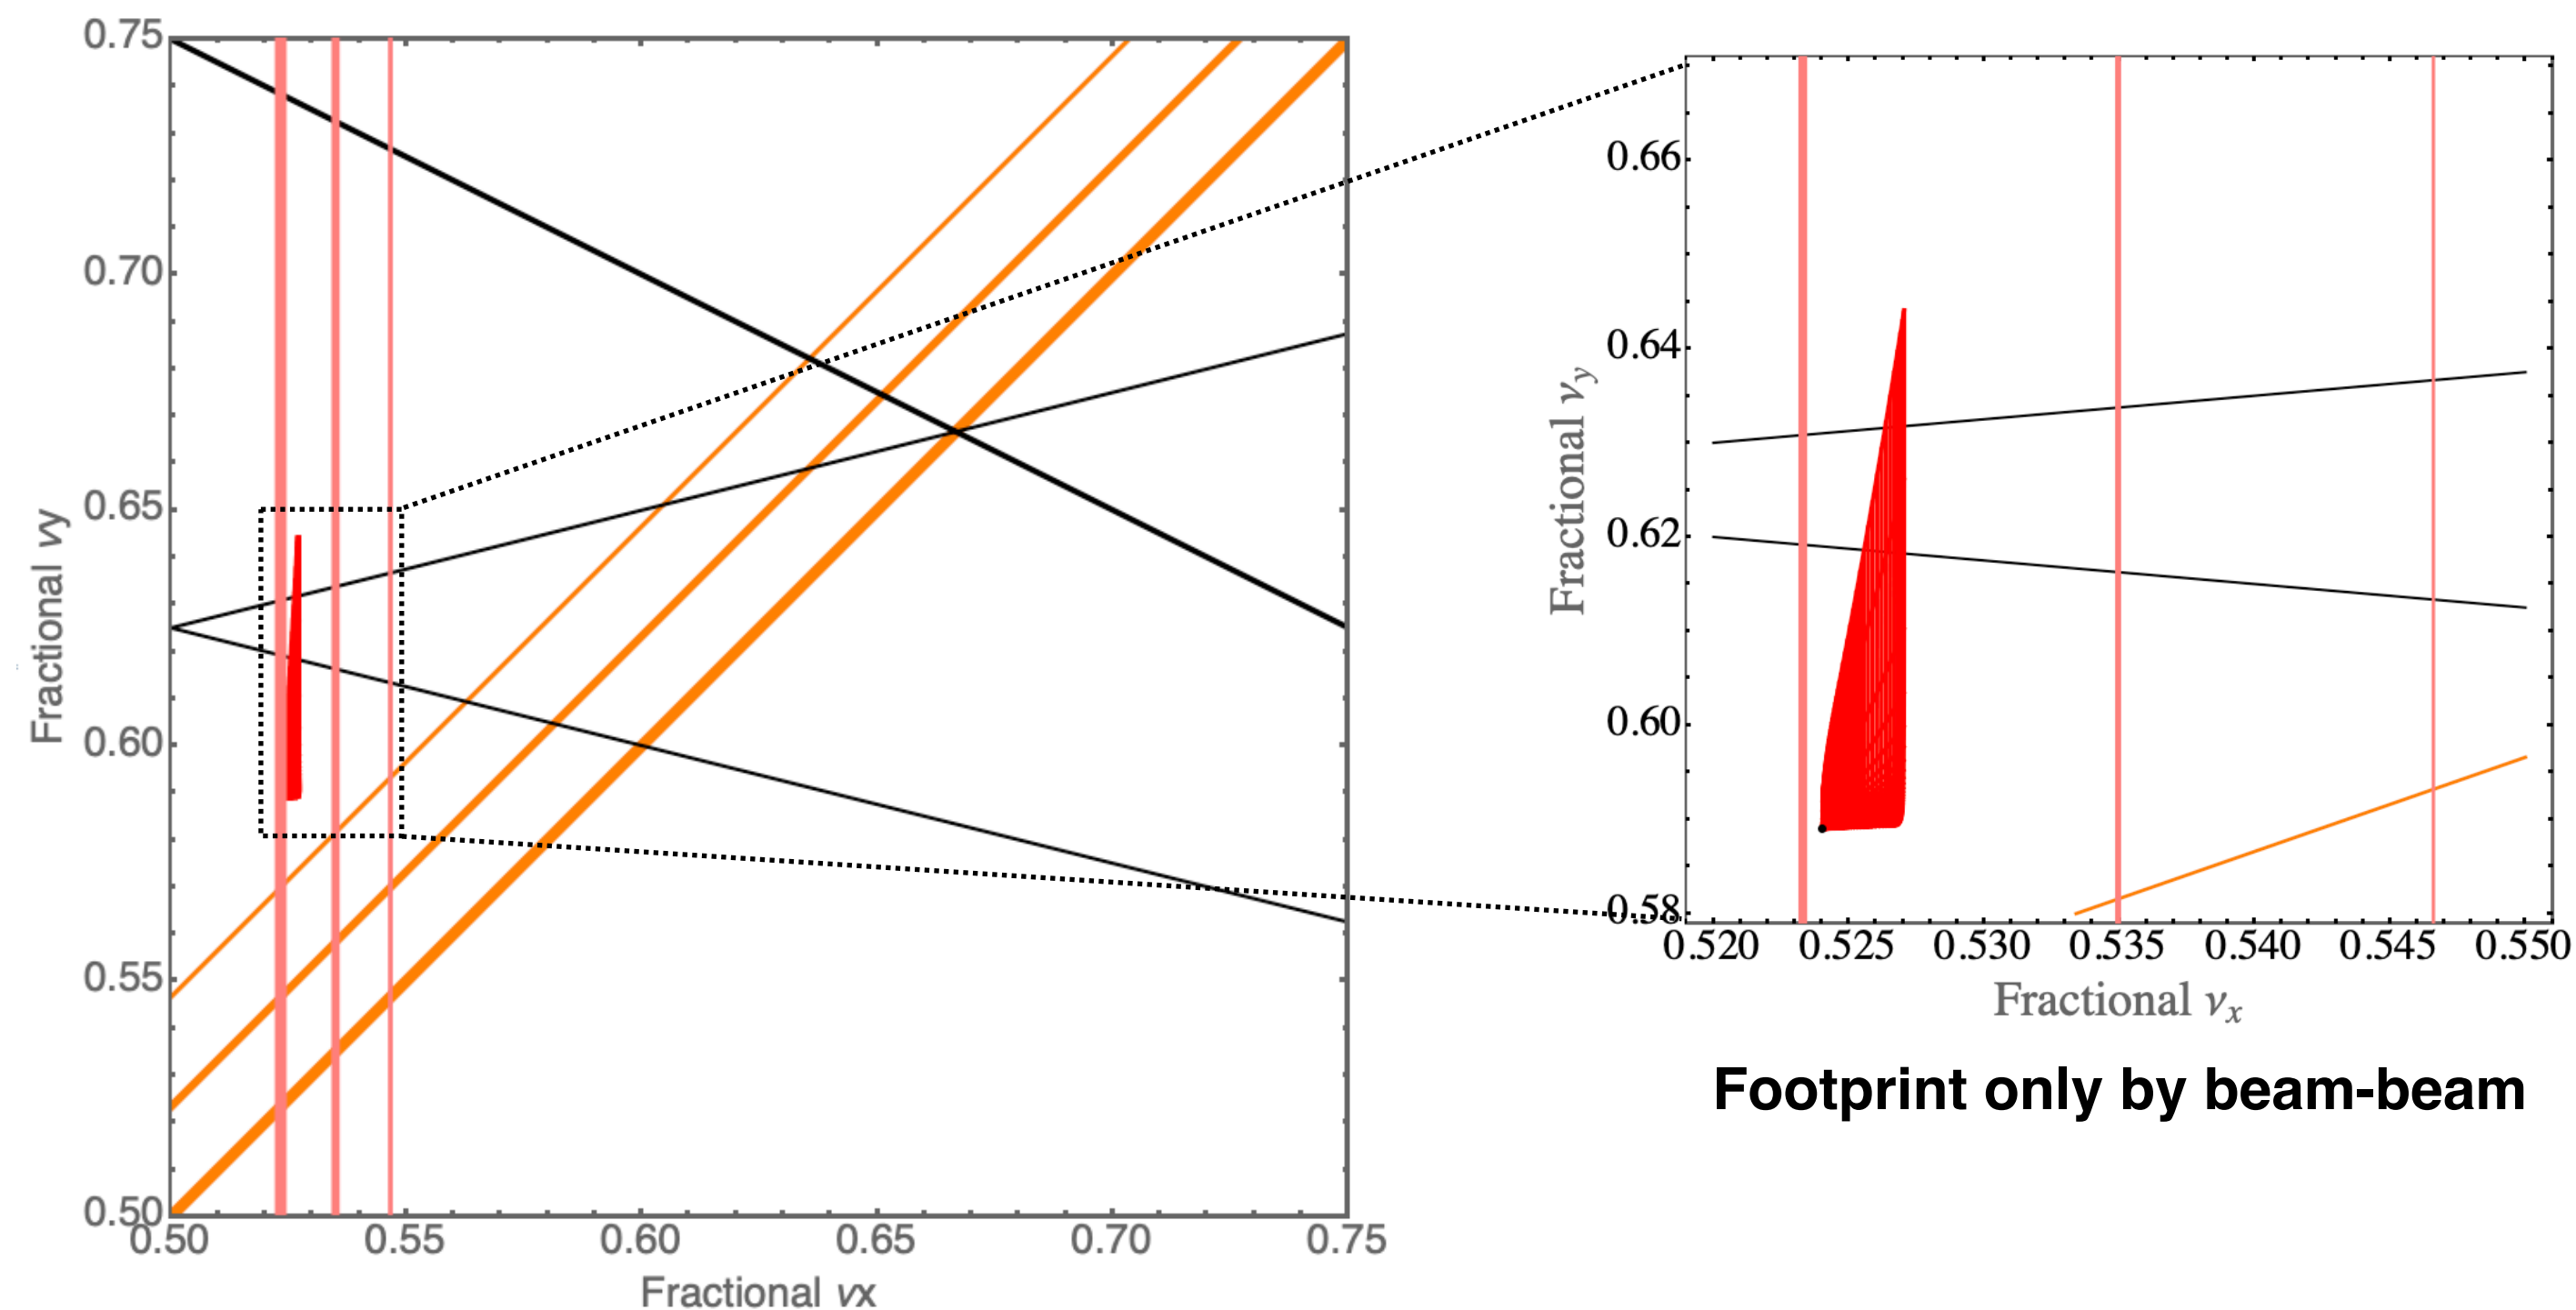 0.75
0.70
0.65
0.60
0.55
0.50
Fractional νy
0.50 0.55 0.60 0.65 0.70 0.75
Fractional νx
0.66
0.64
0.62
0.60
0.58
Fractional νy
0.520 0.525 0.530 0.535 0.540 0.545 0.550
Fractional νx
Footprint only by beam-beam